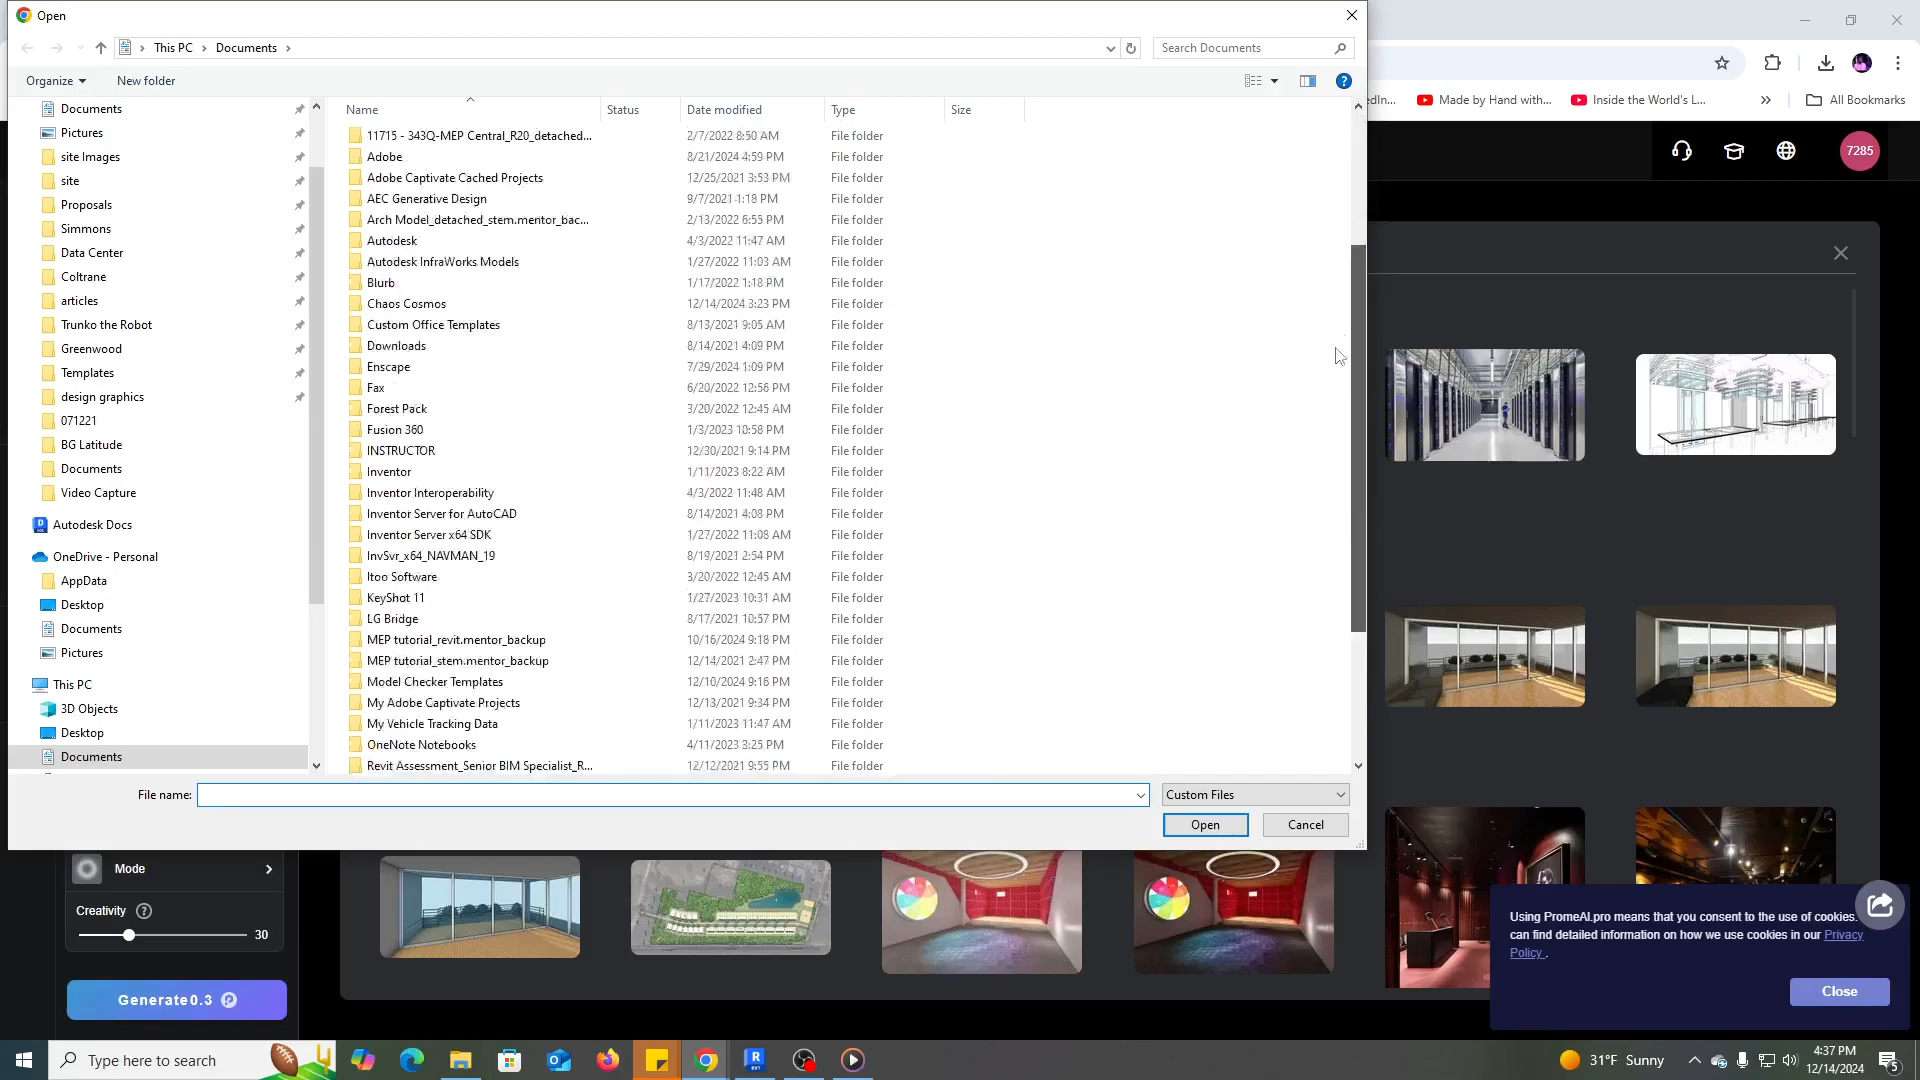 Open
This PC > Documents >
Search Documents
Organize
New folder
Name
Status
Date modified
Type
Size
Documents
Pictures
site Images
site
Proposals
Simmons
Data Center
Coltrane
articles
Trunko the Robot
Greenwood
Templates
design graphics
071221
BG Latitude
Documents
Video Capture
Autodesk Docs
OneDrive - Personal
AppData
Desktop
Documents
Pictures
This PC
3D Objects
Desktop
Documents
11715 - 343Q-MEP Central_R20_detached... 2/7/2022 8:50 AM File folder
Adobe 8/21/2024 4:59 PM File folder
Adobe Captivate Cached Projects 12/25/2021 3:53 PM File folder
AEC Generative Design 9/7/2021 1:18 PM File folder
Arch Model_detached_stem.mentor_bac... 2/13/2022 6:53 PM File folder
Autodesk 4/3/2022 11:47 AM File folder
Autodesk InfraWorks Models 1/27/2022 11:03 AM File folder
Blurb 1/17/2022 1:18 PM File folder
Chaos Cosmos 12/14/2024 3:23 PM File folder
Custom Office Templates 8/13/2021 9:05 AM File folder
Downloads 8/14/2021 4:09 PM File folder
Enscape 7/29/2024 1:09 PM File folder
Fax 6/20/2022 12:56 PM File folder
Forest Pack 3/20/2022 12:45 AM File folder
Fusion 360 1/3/2023 10:58 PM File folder
INSTRUCTOR 12/30/2021 9:14 PM File folder
Inventor 1/11/2023 8:22 AM File folder
Inventor Interoperability 4/3/2022 11:48 AM File folder
Inventor Server for AutoCAD 8/14/2021 4:08 PM File folder
Inventor Server x64 SDK 1/27/2022 11:08 AM File folder
InvSvr_x64_NAVMAN_19 8/19/2021 2:54 PM File folder
Itoo Software 3/20/2022 12:45 AM File folder
KeyShot 11 1/27/2023 10:31 AM File folder
LG Bridge 8/17/2021 10:57 PM File folder
MEP tutorial_revit.mentor_backup 10/16/2024 9:18 PM File folder
MEP tutorial_stem.mentor_backup 12/14/2021 2:47 PM File folder
Model Checker Templates 12/10/2024 9:16 PM File folder
My Adobe Captivate Projects 12/13/2021 9:34 PM File folder
My Vehicle Tracking Data 1/11/2023 11:47 AM File folder
OneNote Notebooks 4/11/2023 3:25 PM File folder
Revit Assessment_Senior BIM Specialist_R... 12/12/2021 9:55 PM File folder
File name:
Custom Files
Open
Cancel
edIn...
Made by Hand with...
Inside the World's L...
All Bookmarks
7285
Mode
Creativity ?
30
Generate0.3
Using PromeAI.pro means that you consent to the use of cookies.
can find detailed information on how we use cookies in our Privacy
Policy .
Close
Type here to search
31°F Sunny
4:37 PM
12/14/2024
5